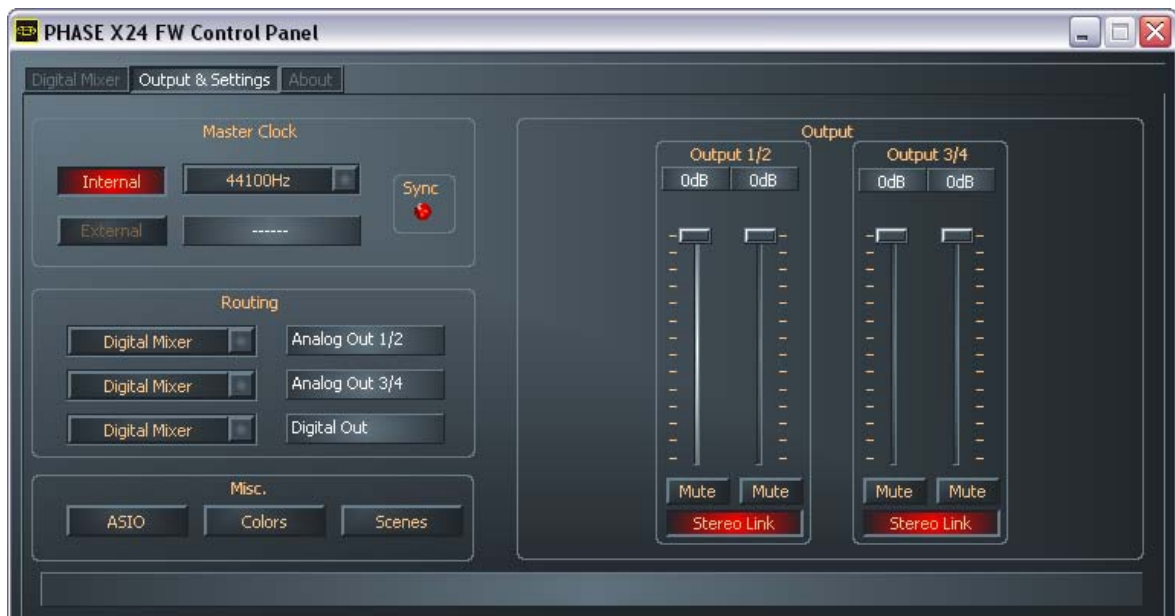 PHASE X24 FW Control Panel
Digital Mixer Output & Settings About
Master Clock
Internal 44100Hz
Sync
External ------
Routing
Digital Mixer Analog Out 1/2
Digital Mixer Analog Out 3/4
Digital Mixer Digital Out
Misc.
ASIO Colors Scenes
Output
Output 1/2 Output 3/4
0dB 0dB 0dB 0dB
Mute Mute Mute Mute
Stereo Link Stereo Link